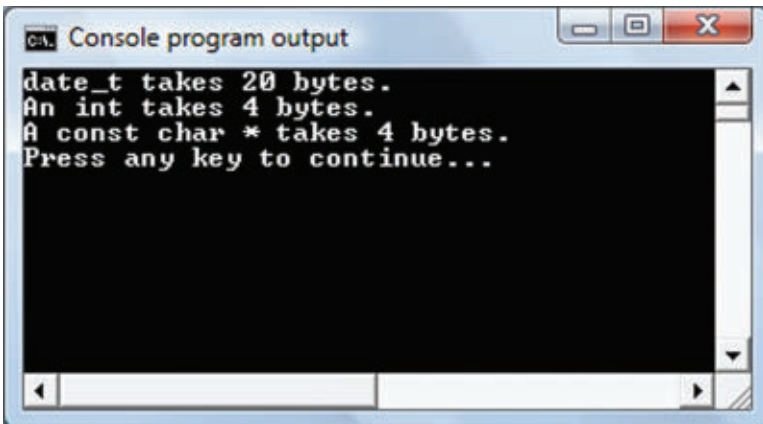 C:\. Console program output
date_t takes 20 bytes.
An int takes 4 bytes.
A const char * takes 4 bytes.
Press any key to continue...